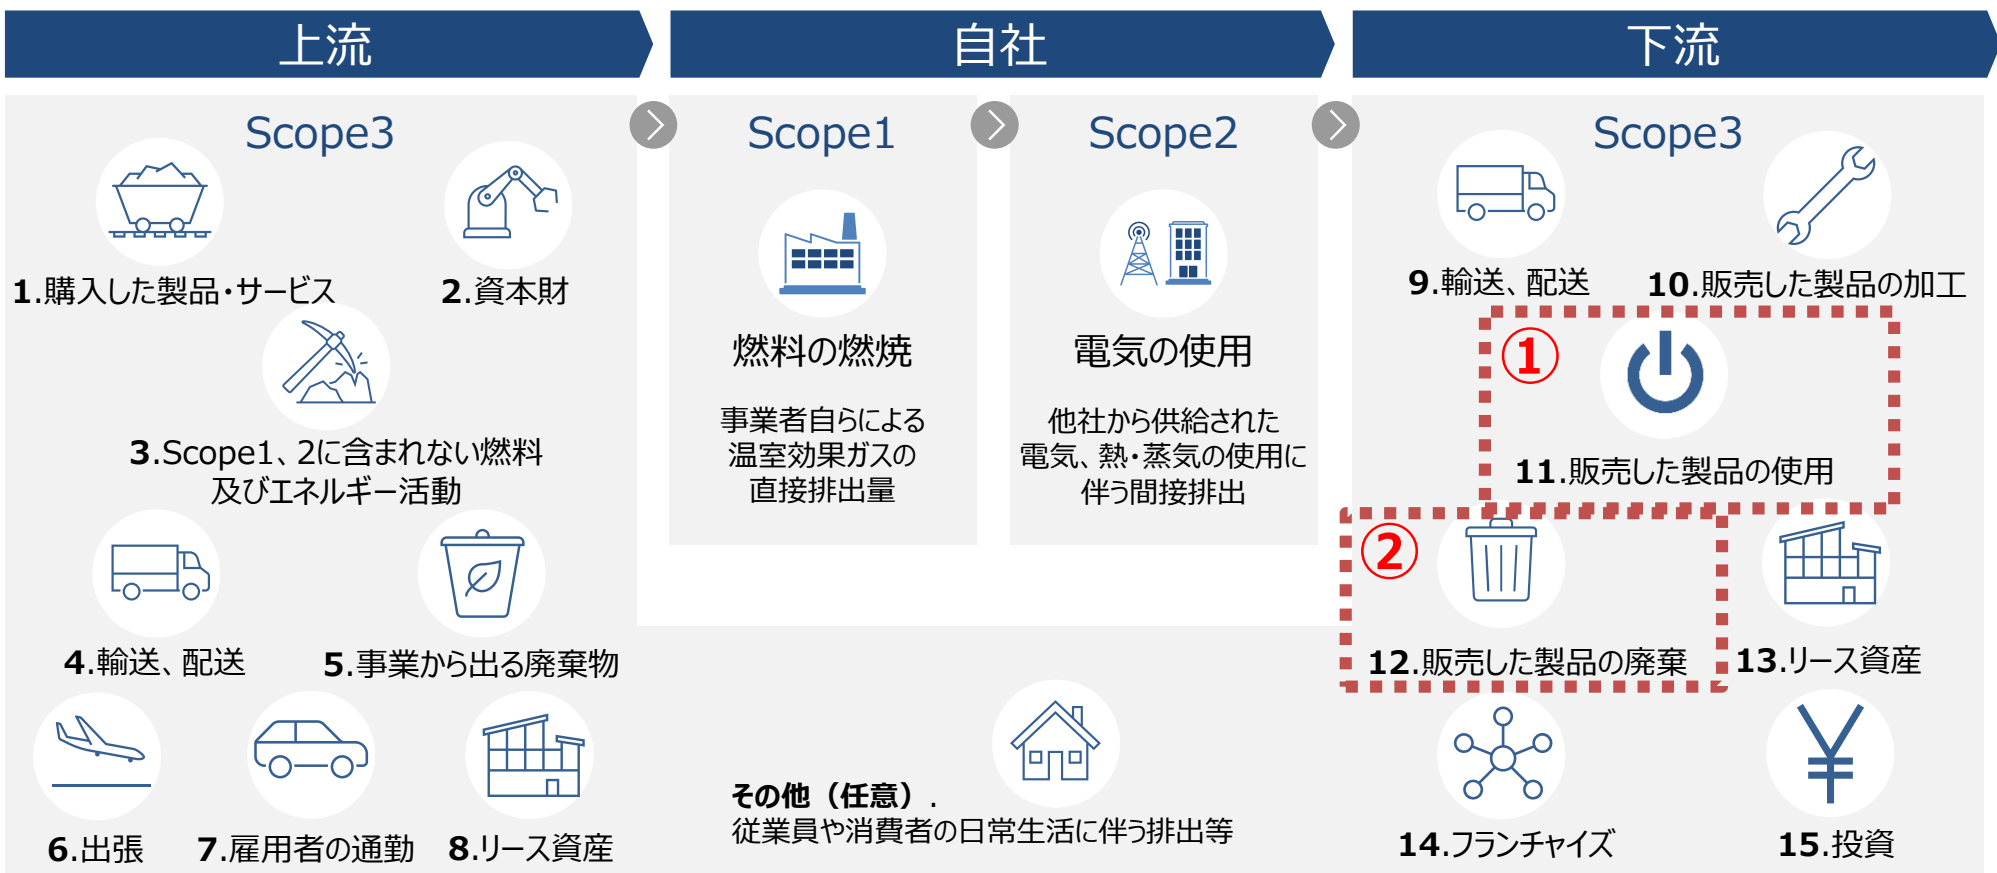 上流
自社
下流
Scope3
1.購入した製品・サービス
2.資本財
3.Scope1、2に含まれない燃料
及びエネルギー活動
4.輸送、配送
5.事業から出る廃棄物
6.出張
7.雇用者の通勤
8.リース資産
Scope1
燃料の燃焼
事業者自らによる
温室効果ガスの
直接排出量
Scope2
電気の使用
他社から供給された
電気、熱・蒸気の使用に
伴う間接排出
その他（任意）.
従業員や消費者の日常生活に伴う排出等
Scope3
9.輸送、配送
10.販売した製品の加工
①
11.販売した製品の使用
②
12.販売した製品の廃棄
13.リース資産
14.フランチャイズ
15.投資